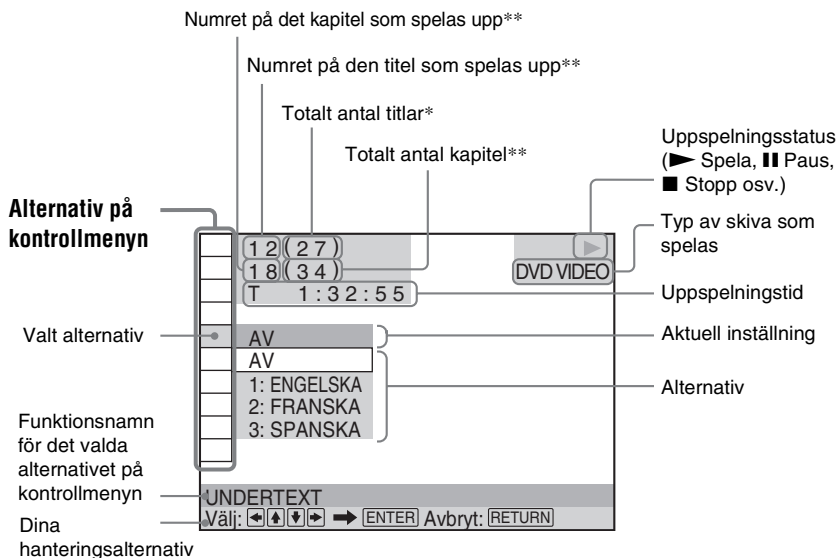 Numret på det kapitel som spelas upp**
Numret på den titel som spelas upp**
Totalt antal titlar*
Totalt antal kapitel**
Uppspelningsstatus
(▶ Spela, ⏸ Paus,
■ Stopp osv.)
Alternativ på
kontrollmenyn
Typ av skiva som
spelas
12(27)
18(34)
T 1:32:55
▶
DVD VIDEO
Uppspelningstid
Valt alternativ
AV
Aktuell inställning
AV
1: ENGELSKA
2: FRANSKA
3: SPANSKA
Alternativ
Funktionsnamn
för det valda
alternativet på
kontrollmenyn
UNDERTEXT
Välj: ←↑↓→ ➡ ENTER Avbryt: RETURN
Dina
hanteringsalternativ